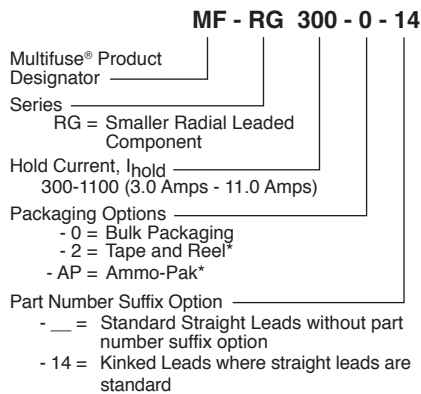 MF - RG 300 - 0 - 14
Multifuse® Product
Designator
Series
RG = Smaller Radial Leaded
Component
Hold Current, Ihold
300-1100 (3.0 Amps - 11.0 Amps)
Packaging Options
- 0 = Bulk Packaging
- 2 = Tape and Reel*
- AP = Ammo-Pak*
Part Number Suffix Option
- __ = Standard Straight Leads without part
number suffix option
- 14 = Kinked Leads where straight leads are
standard